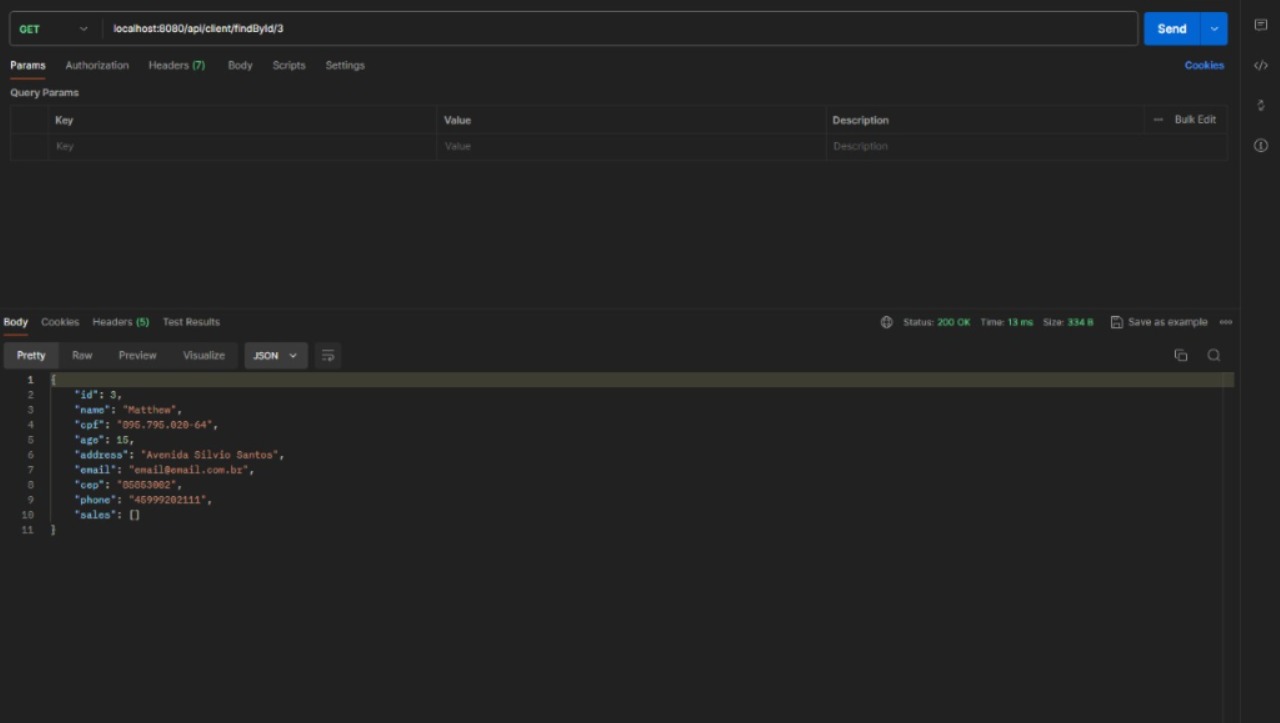 GET localhost:8080/api/client/findById/3 Send
Params Authorization Headers (7) Body Scripts Settings Cookies
Query Params
Key Value Description Bulk Edit
Key Value Description
Body Cookies Headers (5) Test Results Status: 200 OK Time: 13 ms Size: 334 B Save as example
Pretty Raw Preview Visualize JSON
1 {
2 "id": 3,
3 "name": "Matthew",
4 "cpf": "095.795.020-64",
5 "age": 15,
6 "address": "Avenida Silvio Santos",
7 "email": "email@email.com.br",
8 "cep": "85853002",
9 "phone": "45999202111",
10 "sales": []
11 }